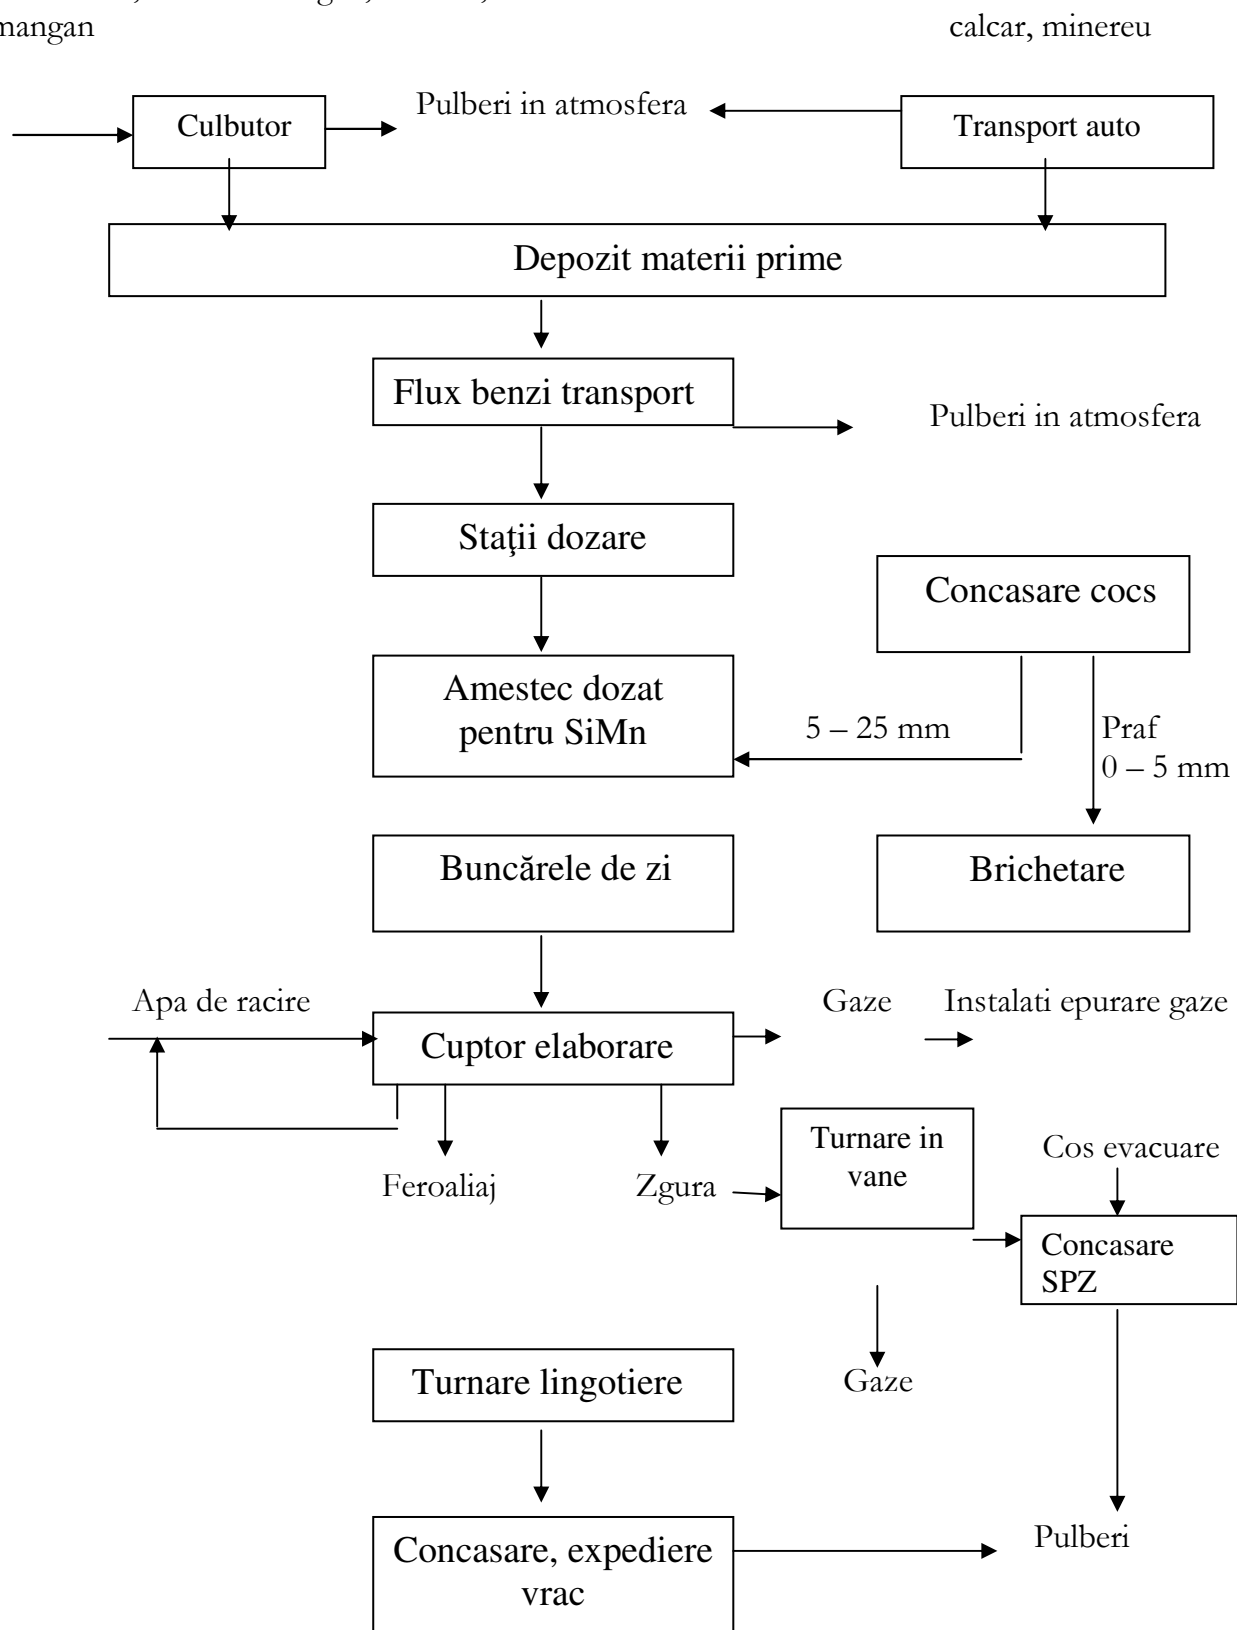 mangan
calcar, minereu
Pulberi in atmosfera
Culbutor
Transport auto
Depozit materii prime
Flux benzi transport
Pulberi in atmosfera
Staţii dozare
Concasare cocs
Amestec dozat
pentru SiMn
5 – 25 mm
Praf
0 – 5 mm
Buncărele de zi
Brichetare
Apa de racire
Gaze
Instalati epurare gaze
Cuptor elaborare
Turnare in
vane
Cos evacuare
Feroaliaj
Zgura
Concasare
SPZ
Turnare lingotiere
Gaze
Concasare, expediere
vrac
Pulberi